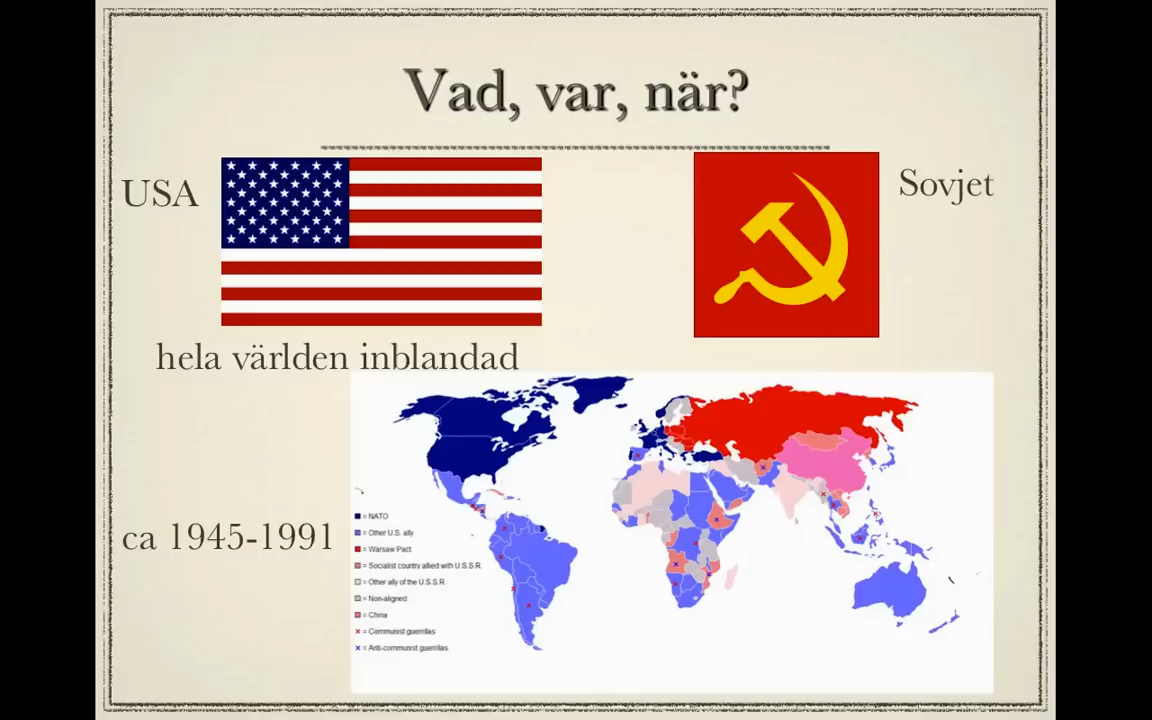 Vad, var, när?
USA
Sovjet
hela världen inblandad
ca 1945-1991
= NATO
= Other U.S. ally
= Warsaw Pact
= Socialist country allied with U.S.S.R.
= Other ally of the U.S.S.R.
= Non-aligned
= China
× = Communist guerrillas
× = Anti-communist guerrillas